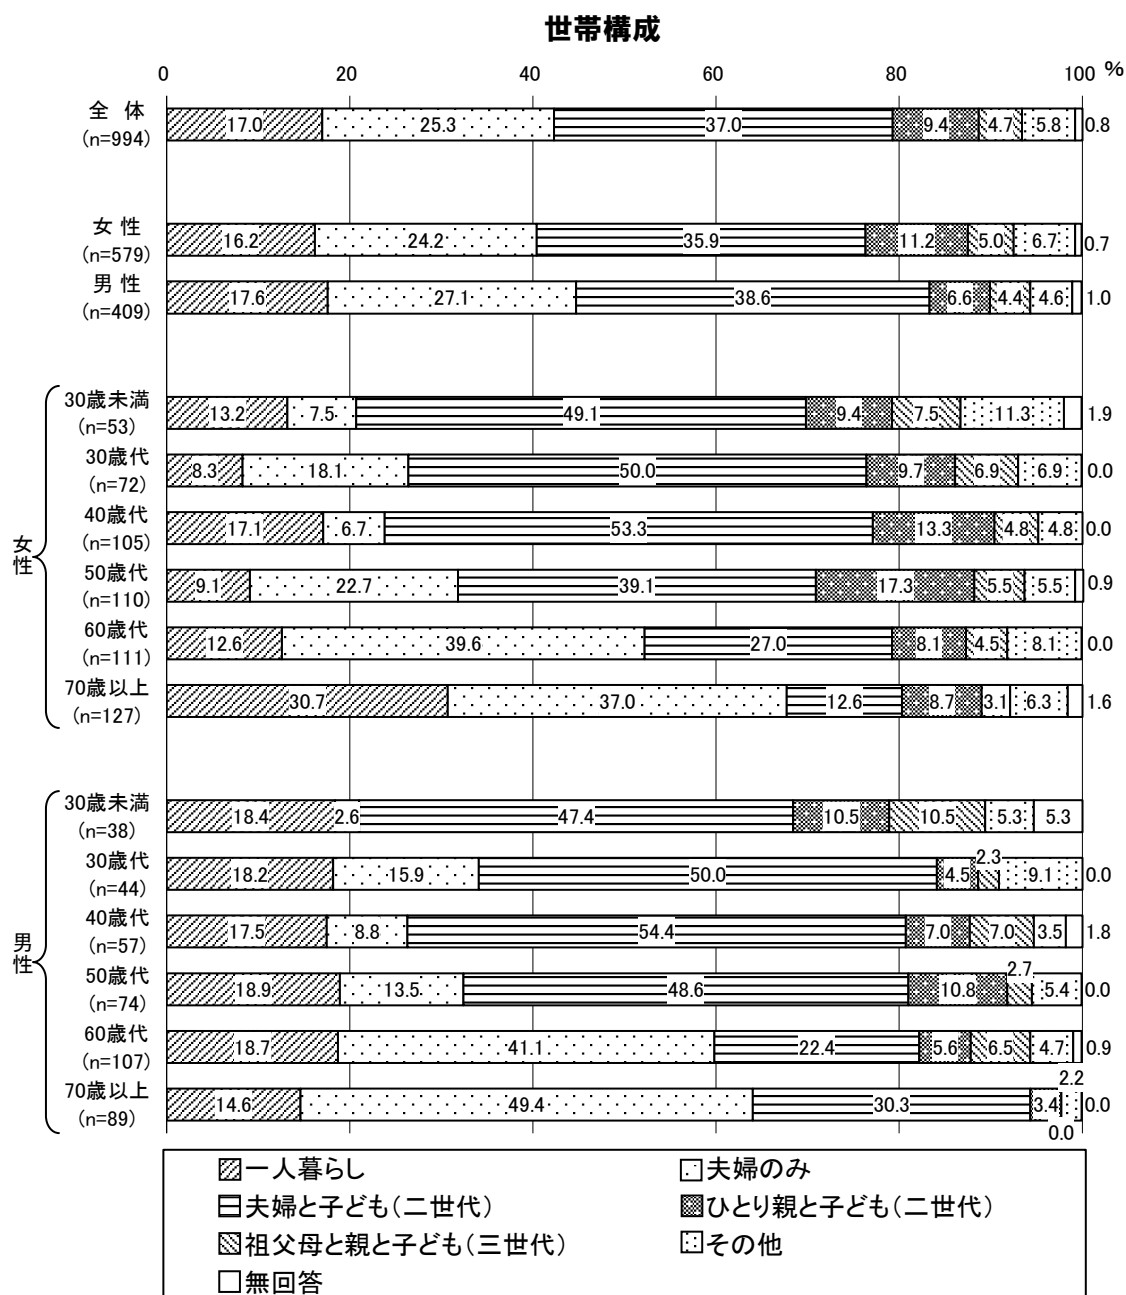 世帯構成
0 20 40 60 80 100 %
全 体
17.0 25.3 37.0 9.4 4.7 5.8 0.8
(n=994)
女 性
16.2 24.2 35.9 11.2 5.0 6.7 0.7
(n=579)
男 性
17.6 27.1 38.6 6.6 4.4 4.6 1.0
(n=409)
女性
30歳未満
13.2 7.5 49.1 9.4 7.5 11.3 1.9
(n=53)
30歳代
8.3 18.1 50.0 9.7 6.9 6.9 0.0
(n=72)
40歳代
17.1 6.7 53.3 13.3 4.8 4.8 0.0
(n=105)
50歳代
9.1 22.7 39.1 17.3 5.5 5.5 0.9
(n=110)
60歳代
12.6 39.6 27.0 8.1 4.5 8.1 0.0
(n=111)
70歳以上
30.7 37.0 12.6 8.7 3.1 6.3 1.6
(n=127)
男性
30歳未満
18.4 2.6 47.4 10.5 10.5 5.3 5.3
(n=38)
30歳代
18.2 15.9 50.0 4.5 2.3 9.1 0.0
(n=44)
40歳代
17.5 8.8 54.4 7.0 7.0 3.5 1.8
(n=57)
50歳代
18.9 13.5 48.6 10.8 2.7 5.4 0.0
(n=74)
60歳代
18.7 41.1 22.4 5.6 6.5 4.7 0.9
(n=107)
70歳以上
14.6 49.4 30.3 3.4 0.0 2.2 0.0
(n=89)
一人暮らし 夫婦のみ
夫婦と子ども(二世代) ひとり親と子ども(二世代)
祖父母と親と子ども(三世代) その他
無回答